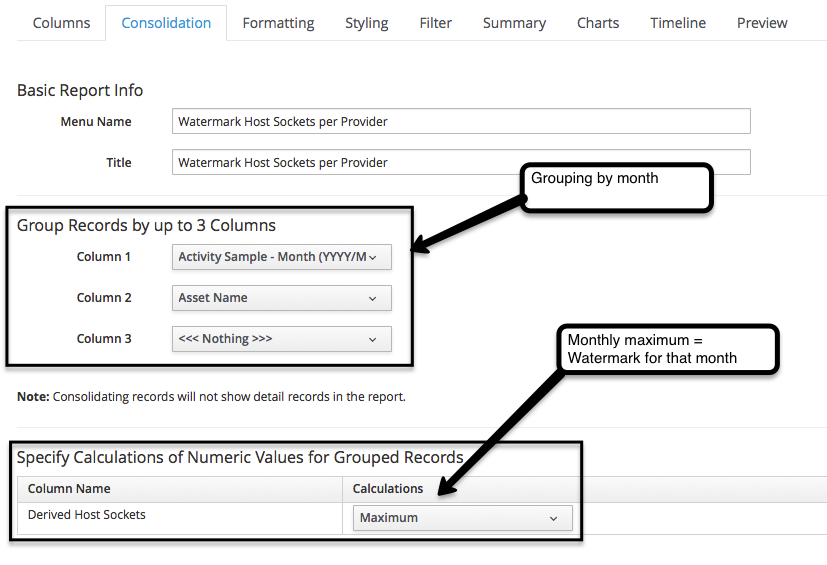 Columns Consolidation Formatting Styling Filter Summary Charts Timeline Preview
Basic Report Info
Menu Name Watermark Host Sockets per Provider
Title Watermark Host Sockets per Provider
Grouping by month
Group Records by up to 3 Columns
Column 1 Activity Sample - Month (YYYY/M
Column 2 Asset Name
Column 3 <<< Nothing >>>
Monthly maximum =
Watermark for that month
Note: Consolidating records will not show detail records in the report.
Specify Calculations of Numeric Values for Grouped Records
Column Name Calculations
Derived Host Sockets Maximum